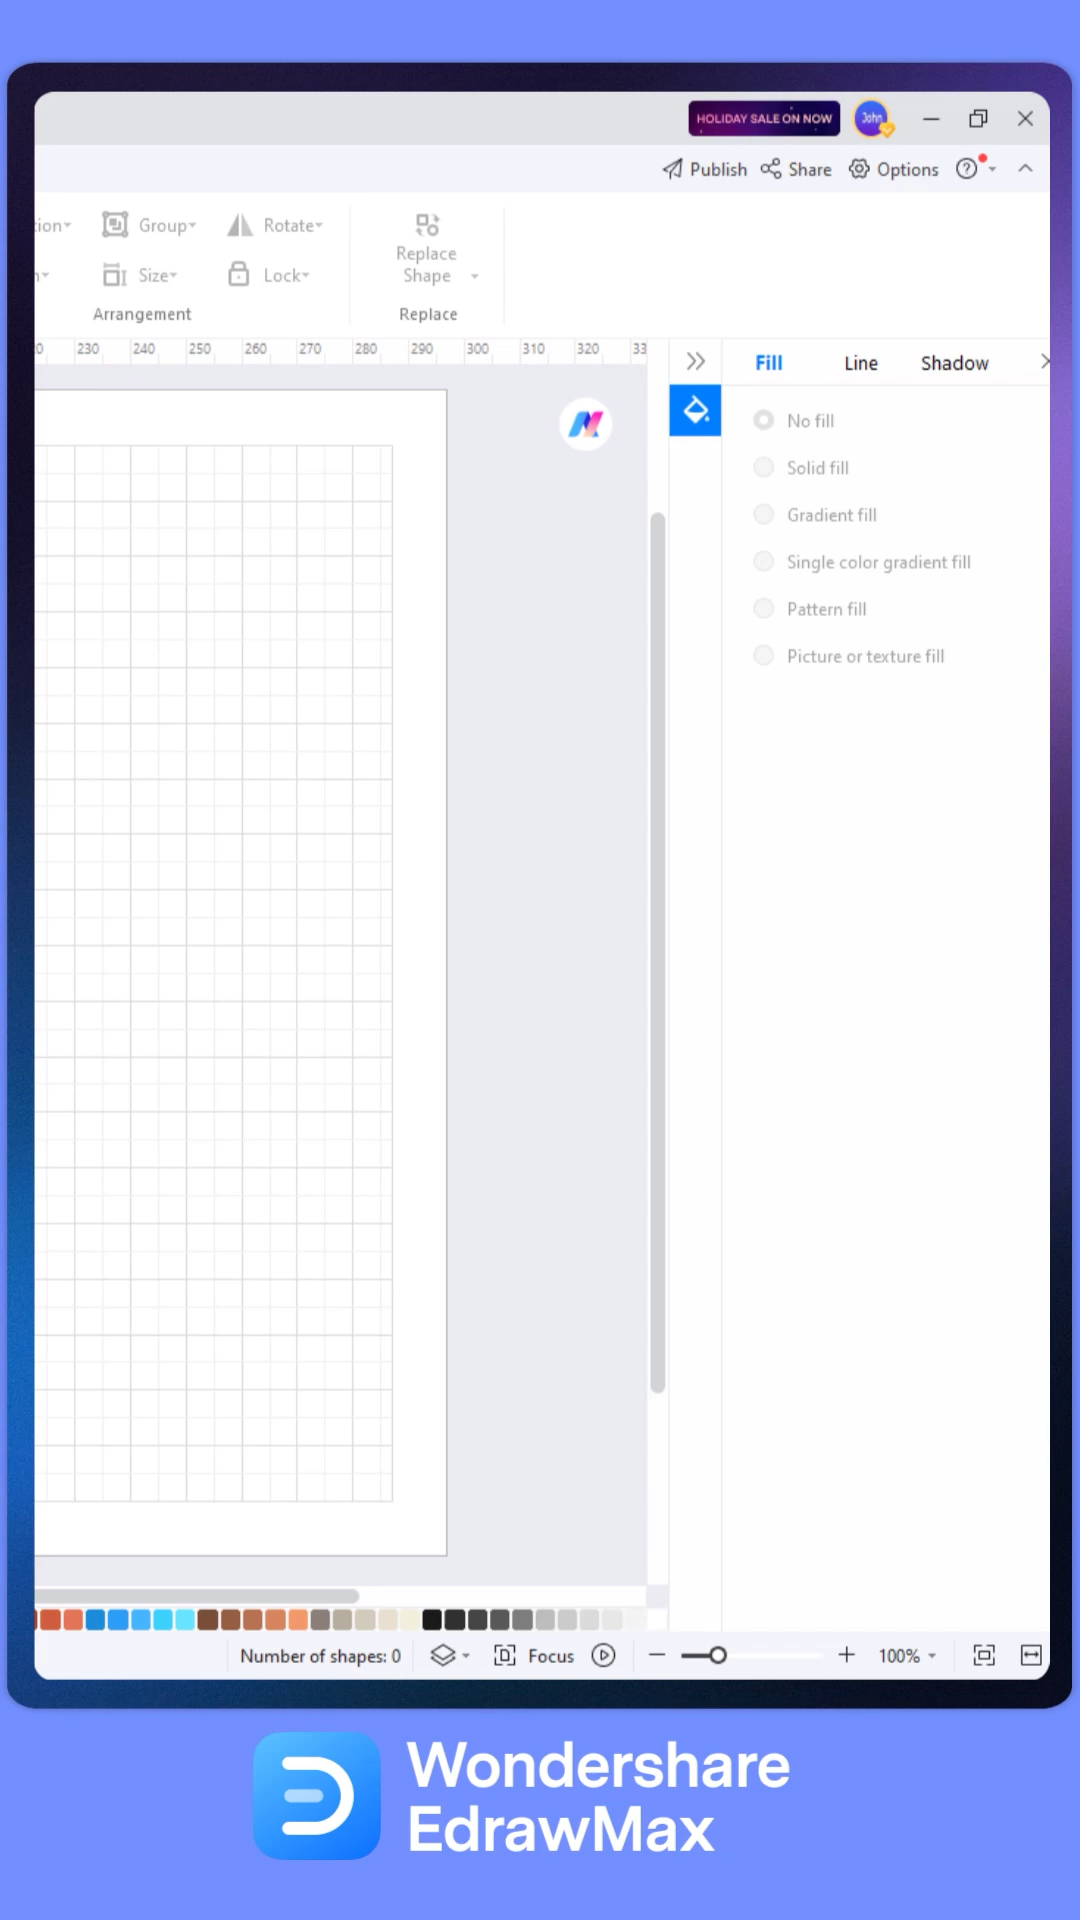 HOLIDAY SALE ON NOW
John
Publish Share Options
Group Rotate
Replace
Shape
Size Lock
Arrangement Replace
230 240 250 260 270 280 290 300 310 320
Fill Line Shadow
No fill
Solid fill
Gradient fill
Single color gradient fill
Pattern fill
Picture or texture fill
Number of shapes: 0 Focus 100%
Wondershare
EdrawMax